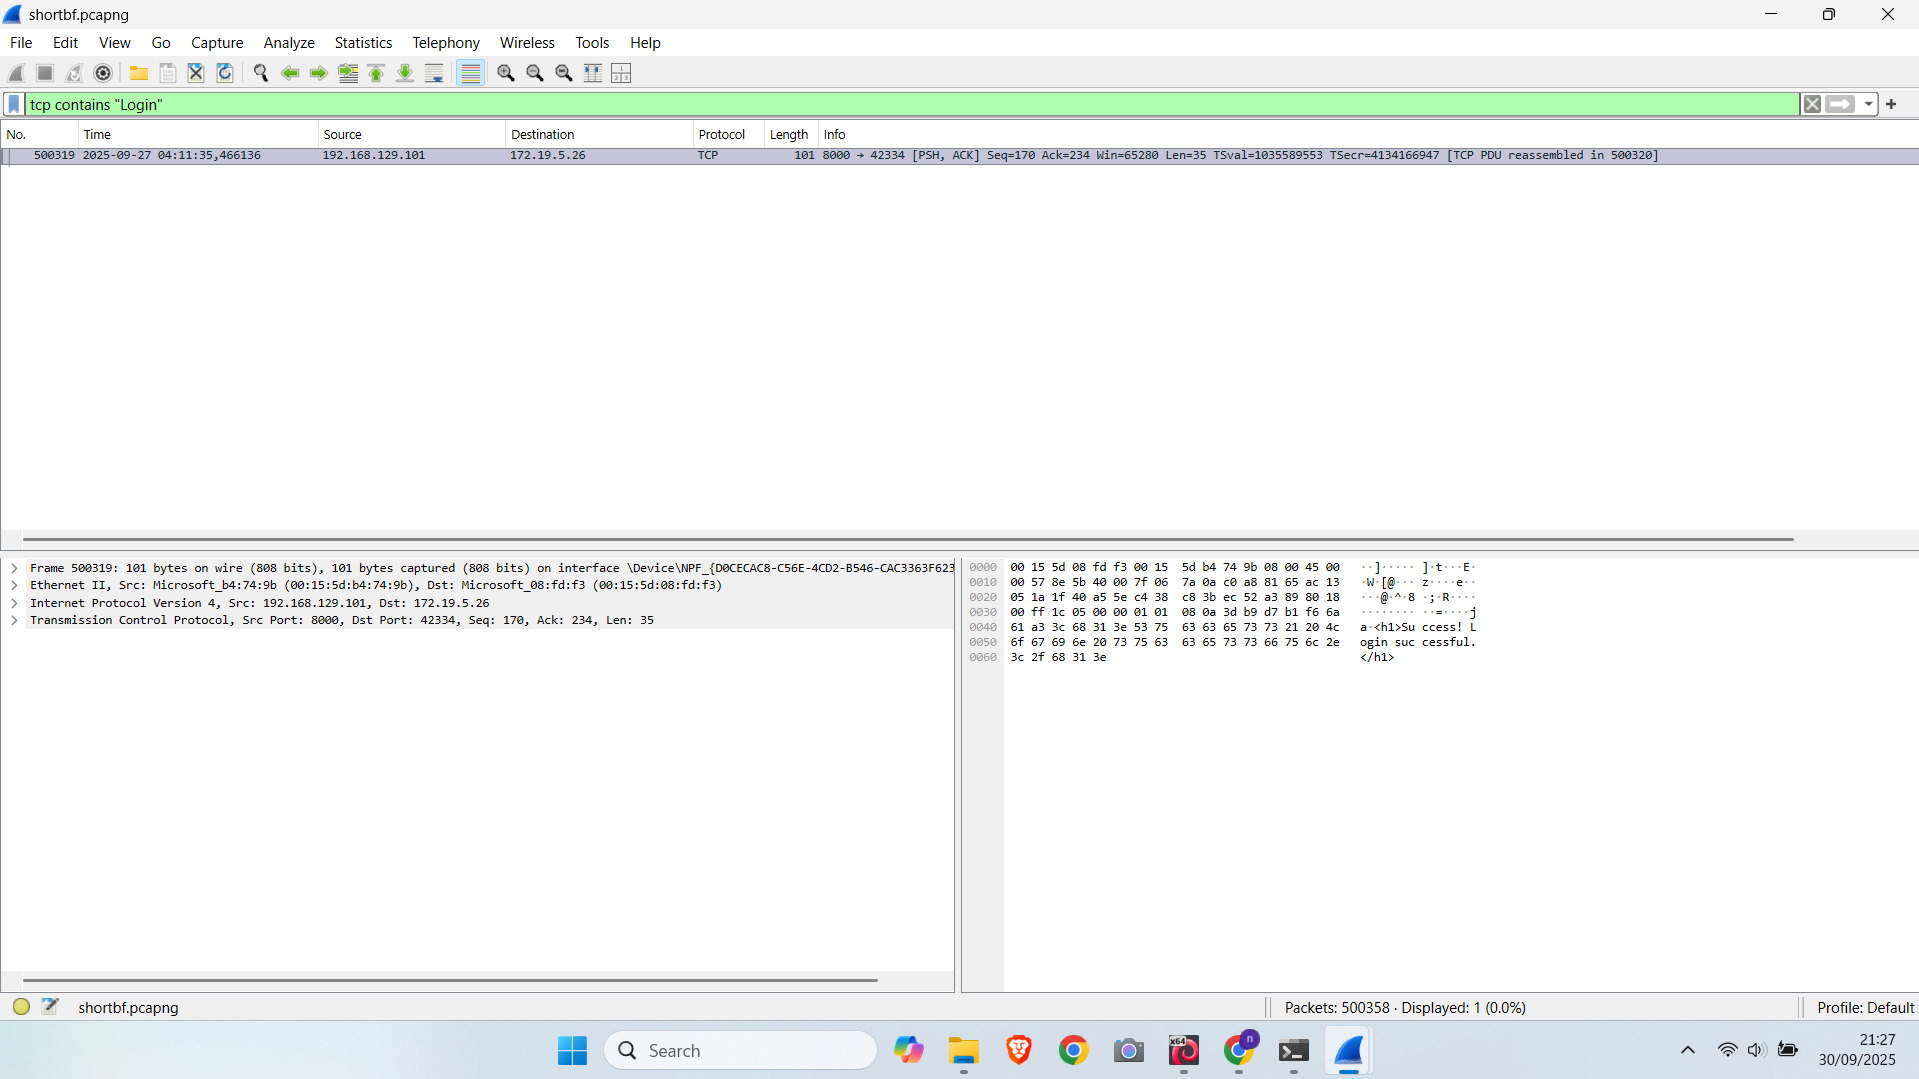 shortbf.pcapng
File Edit View Go Capture Analyze Statistics Telephony Wireless Tools Help
tcp contains "Login"
No. Time Source Destination Protocol Length Info
500319 2025-09-27 04:11:35,466136 192.168.129.101 172.19.5.26 TCP 101 8000 → 42334 [PSH, ACK] Seq=170 Ack=234 Win=65280 Len=35 TSval=1035589553 TSecr=4134166947 [TCP PDU reassembled in 500320]
Frame 500319: 101 bytes on wire (808 bits), 101 bytes captured (808 bits) on interface \Device\NPF_{D0CECAC8-C56E-4CD2-B546-CAC3363F623
Ethernet II, Src: Microsoft_b4:74:9b (00:15:5d:b4:74:9b), Dst: Microsoft_08:fd:f3 (00:15:5d:08:fd:f3)
Internet Protocol Version 4, Src: 192.168.129.101, Dst: 172.19.5.26
Transmission Control Protocol, Src Port: 8000, Dst Port: 42334, Seq: 170, Ack: 234, Len: 35
0000 00 15 5d 08 fd f3 00 15 5d b4 74 9b 08 00 45 00 ··]····· ]·t···E·
0010 00 57 8e 5b 40 00 7f 06 7a 0a c0 a8 81 65 ac 13 ·W·[@··· z····e··
0020 05 1a 1f 40 a5 5e c4 38 c8 3b ec 52 a3 89 80 18 ···@·^·8 ·;·R····
0030 00 ff 1c 05 00 00 01 01 08 0a 3d b9 d7 b1 f6 6a ········ ··=····j
0040 61 a3 3c 68 31 3e 53 75 63 63 65 73 73 21 20 4c a·<h1>Su ccess! L
0050 6f 67 69 6e 20 73 75 63 63 65 73 73 66 75 6c 2e ogin suc cessful.
0060 3c 2f 68 31 3e </h1>
shortbf.pcapng Packets: 500358 · Displayed: 1 (0.0%) Profile: Default
Search
x64
n
21:27
30/09/2025